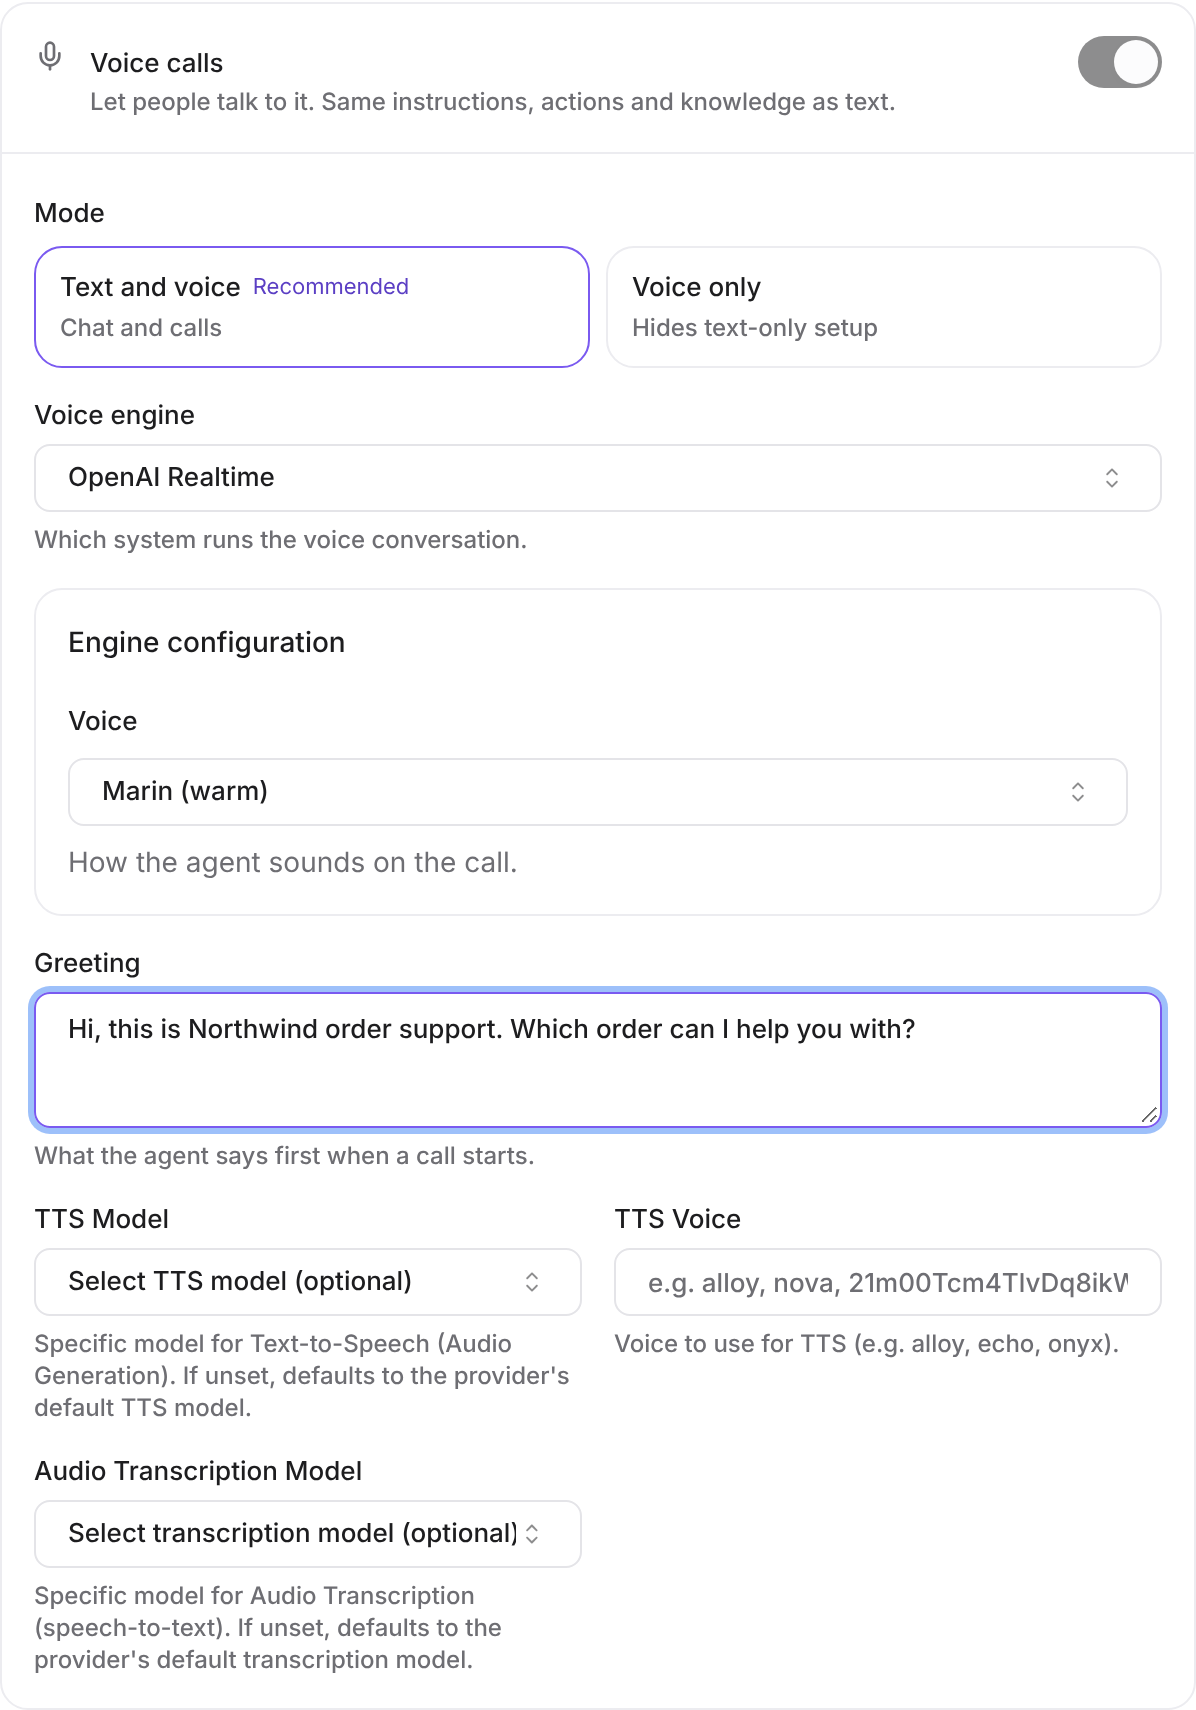 Voice calls
Let people talk to it. Same instructions, actions and knowledge as text.
Mode
Text and voice Recommended
Chat and calls
Voice only
Hides text-only setup
Voice engine
OpenAI Realtime
Which system runs the voice conversation.
Engine configuration
Voice
Marin (warm)
How the agent sounds on the call.
Greeting
Hi, this is Northwind order support. Which order can I help you with?
What the agent says first when a call starts.
TTS Model
Select TTS model (optional)
Specific model for Text-to-Speech (Audio
Generation). If unset, defaults to the provider's
default TTS model.
TTS Voice
e.g. alloy, nova, 21m00Tcm4TlvDq8ikW
Voice to use for TTS (e.g. alloy, echo, onyx).
Audio Transcription Model
Select transcription model (optional)
Specific model for Audio Transcription
(speech-to-text). If unset, defaults to the
provider's default transcription model.